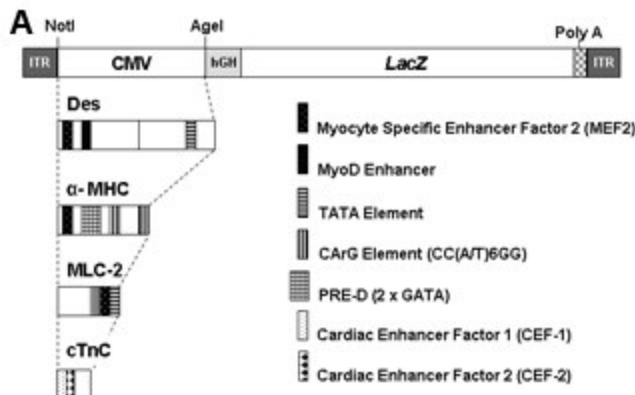 A
NotI
AgeI
Poly A
ITR
CMV
hGH
LacZ
ITR
Des
α- MHC
MLC-2
cTnC
Myocyte Specific Enhancer Factor 2 (MEF2)
MyoD Enhancer
TATA Element
CArG Element (CC(A/T)6GG)
PRE-D (2 x GATA)
Cardiac Enhancer Factor 1 (CEF-1)
Cardiac Enhancer Factor 2 (CEF-2)